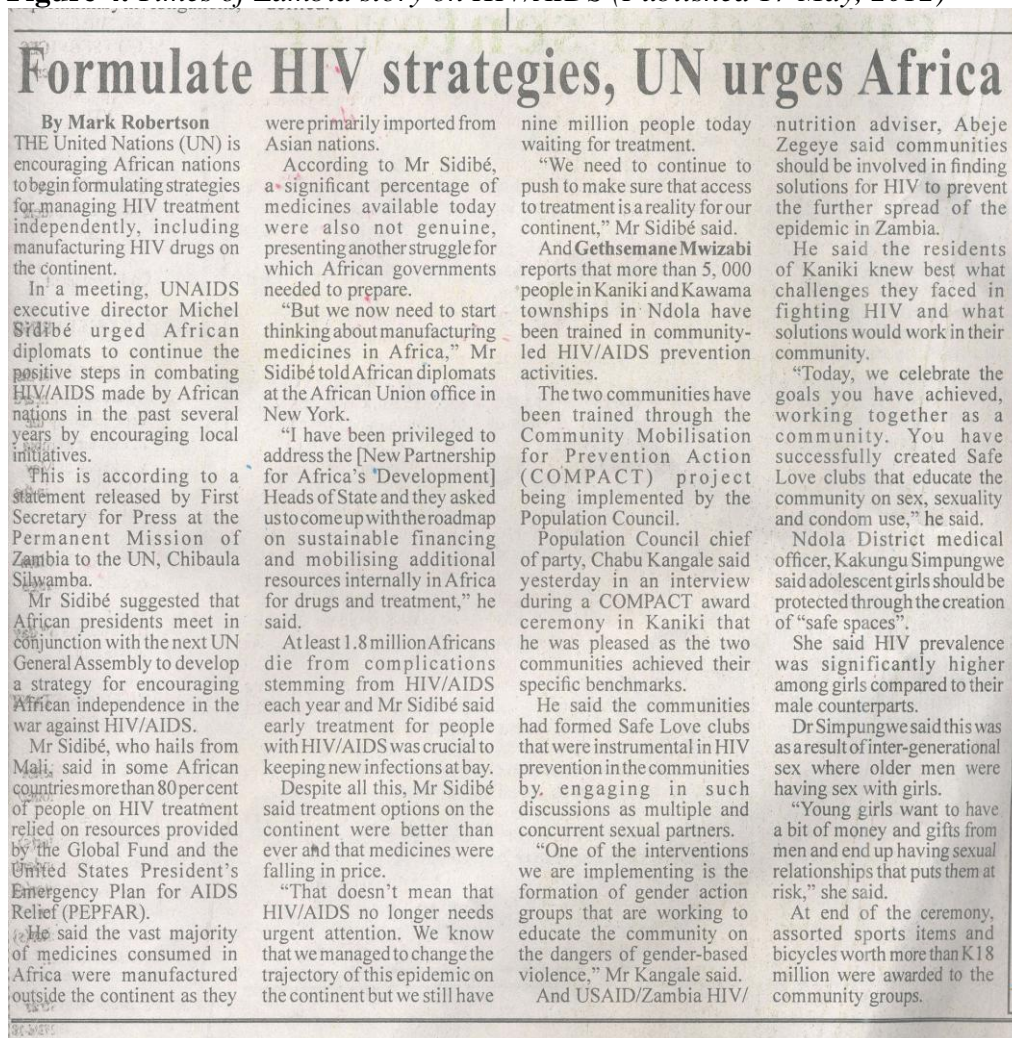 Formulate HIV strategies, UN urges Africa
By Mark Robertson
THE United Nations (UN) is
encouraging African nations
to begin formulating strategies
for managing HIV treatment
independently, including
manufacturing HIV drugs on
the continent.
In a meeting, UNAIDS
executive director Michel
Sidibé urged African
diplomats to continue the
positive steps in combating
HIV/AIDS made by African
nations in the past several
years by encouraging local
initiatives.
This is according to a
statement released by First
Secretary for Press at the
Permanent Mission of
Zambia to the UN, Chibaula
Silwamba.
Mr Sidibé suggested that
African presidents meet in
conjunction with the next UN
General Assembly to develop
a strategy for encouraging
African independence in the
war against HIV/AIDS.
Mr Sidibé, who hails from
Mali, said in some African
countries more than 80 per cent
of people on HIV treatment
relied on resources provided
by the Global Fund and the
United States President's
Emergency Plan for AIDS
Relief (PEPFAR).
He said the vast majority
of medicines consumed in
Africa were manufactured
outside the continent as they
were primarily imported from
Asian nations.
According to Mr Sidibé,
a significant percentage of
medicines available today
were also not genuine,
presenting another struggle for
which African governments
needed to prepare.
"But we now need to start
thinking about manufacturing
medicines in Africa," Mr
Sidibé told African diplomats
at the African Union office in
New York.
"I have been privileged to
address the [New Partnership
for Africa's Development]
Heads of State and they asked
us to come up with the roadmap
on sustainable financing
and mobilising additional
resources internally in Africa
for drugs and treatment," he
said.
At least 1.8 million Africans
die from complications
stemming from HIV/AIDS
each year and Mr Sidibé said
early treatment for people
with HIV/AIDS was crucial to
keeping new infections at bay.
Despite all this, Mr Sidibé
said treatment options on the
continent were better than
ever and that medicines were
falling in price.
"That doesn't mean that
HIV/AIDS no longer needs
urgent attention. We know
that we managed to change the
trajectory of this epidemic on
the continent but we still have
nine million people today
waiting for treatment.
"We need to continue to
push to make sure that access
to treatment is a reality for our
continent," Mr Sidibé said.
And Gethsemane Mwizabi
reports that more than 5, 000
people in Kaniki and Kawama
townships in Ndola have
been trained in community-
led HIV/AIDS prevention
activities.
The two communities have
been trained through the
Community Mobilisation
for Prevention Action
(COMPACT) project
being implemented by the
Population Council.
Population Council chief
of party, Chabu Kangale said
yesterday in an interview
during a COMPACT award
ceremony in Kaniki that
he was pleased as the two
communities achieved their
specific benchmarks.
He said the communities
had formed Safe Love clubs
that were instrumental in HIV
prevention in the communities
by engaging in such
discussions as multiple and
concurrent sexual partners.
"One of the interventions
we are implementing is the
formation of gender action
groups that are working to
educate the community on
the dangers of gender-based
violence," Mr Kangale said.
And USAID/Zambia HIV/
nutrition adviser, Abeje
Zegeye said communities
should be involved in finding
solutions for HIV to prevent
the further spread of the
epidemic in Zambia.
He said the residents
of Kaniki knew best what
challenges they faced in
fighting HIV and what
solutions would work in their
community.
"Today, we celebrate the
goals you have achieved,
working together as a
community. You have
successfully created Safe
Love clubs that educate the
community on sex, sexuality
and condom use," he said.
Ndola District medical
officer, Kakungu Simpungwe
said adolescent girls should be
protected through the creation
of "safe spaces".
She said HIV prevalence
was significantly higher
among girls compared to their
male counterparts.
Dr Simpungwe said this was
as a result of inter-generational
sex where older men were
having sex with girls.
"Young girls want to have
a bit of money and gifts from
men and end up having sexual
relationships that puts them at
risk," she said.
At end of the ceremony,
assorted sports items and
bicycles worth more than K18
million were awarded to the
community groups.